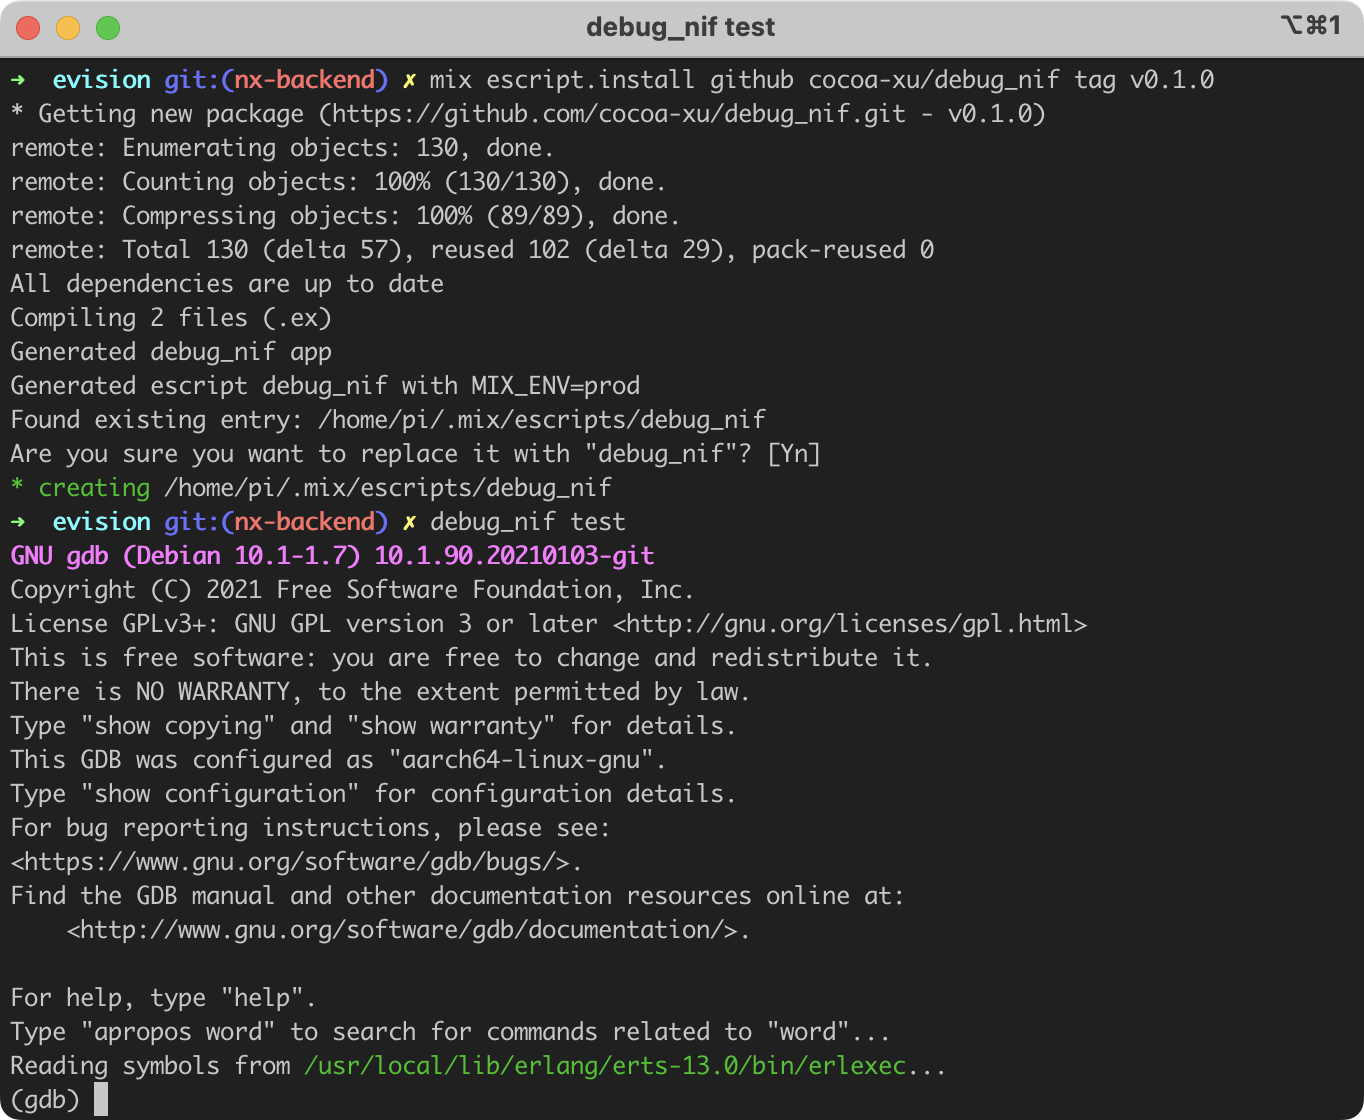 debug_nif test
⌥⌘1
➜  evision git:(nx-backend) ✗ mix escript.install github cocoa-xu/debug_nif tag v0.1.0
* Getting new package (https://github.com/cocoa-xu/debug_nif.git - v0.1.0)
remote: Enumerating objects: 130, done.
remote: Counting objects: 100% (130/130), done.
remote: Compressing objects: 100% (89/89), done.
remote: Total 130 (delta 57), reused 102 (delta 29), pack-reused 0
All dependencies are up to date
Compiling 2 files (.ex)
Generated debug_nif app
Generated escript debug_nif with MIX_ENV=prod
Found existing entry: /home/pi/.mix/escripts/debug_nif
Are you sure you want to replace it with "debug_nif"? [Yn]
* creating /home/pi/.mix/escripts/debug_nif
➜  evision git:(nx-backend) ✗ debug_nif test
GNU gdb (Debian 10.1-1.7) 10.1.90.20210103-git
Copyright (C) 2021 Free Software Foundation, Inc.
License GPLv3+: GNU GPL version 3 or later <http://gnu.org/licenses/gpl.html>
This is free software: you are free to change and redistribute it.
There is NO WARRANTY, to the extent permitted by law.
Type "show copying" and "show warranty" for details.
This GDB was configured as "aarch64-linux-gnu".
Type "show configuration" for configuration details.
For bug reporting instructions, please see:
<https://www.gnu.org/software/gdb/bugs/>.
Find the GDB manual and other documentation resources online at:
    <http://www.gnu.org/software/gdb/documentation/>.
For help, type "help".
Type "apropos word" to search for commands related to "word"...
Reading symbols from /usr/local/lib/erlang/erts-13.0/bin/erlexec...
(gdb)